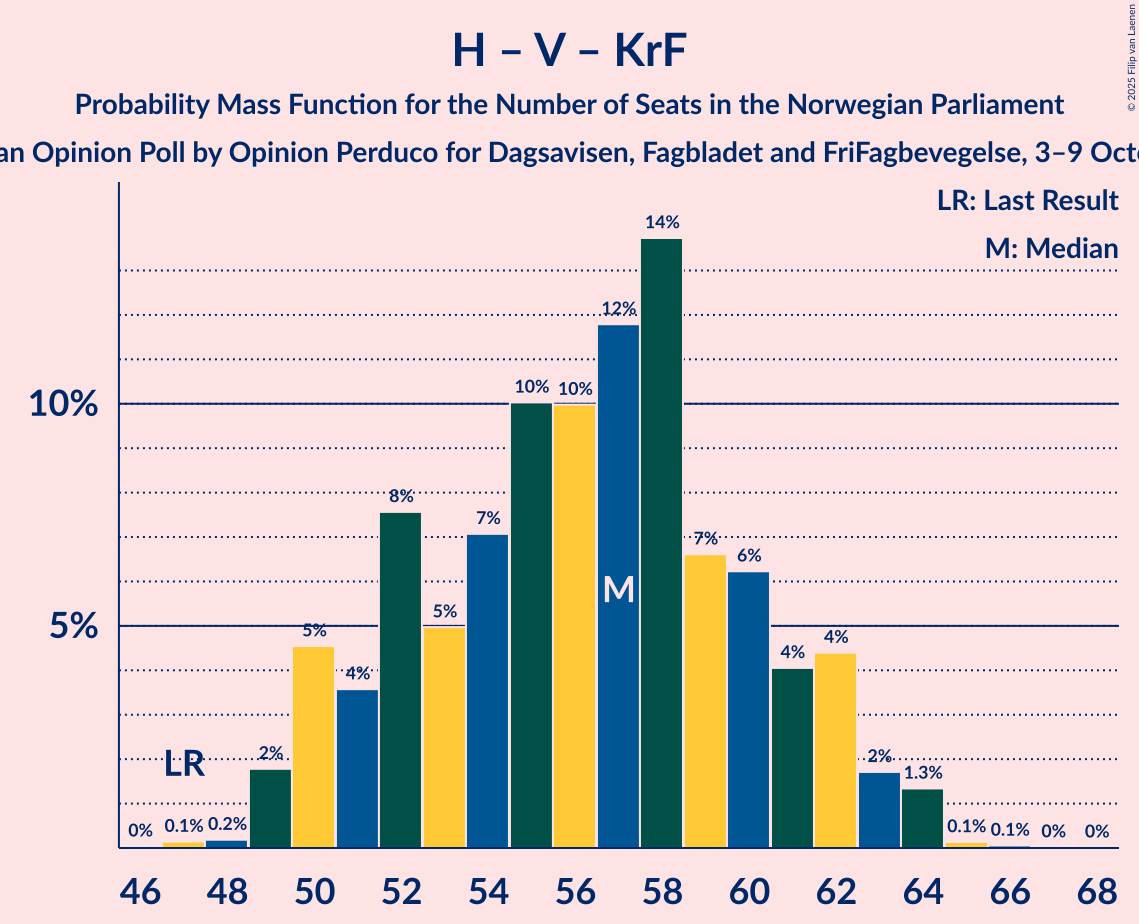 © 2025 Filip van Laenen
H – V – KrF
Probability Mass Function for the Number of Seats in the Norwegian Parliament
an Opinion Poll by Opinion Perduco for Dagsavisen, Fagbladet and FriFagbevegelse, 3–9
LR: Last Result
M: Median
14%
12%
10% 10%
10%
8%
7%
7%
6%
5%
5%
5%
4%
4%
4%
M
LR
2%
2%
1.3%
0% 0.1% 0.2% 0.1% 0.1% 0% 0%
46 48 50 52 54 56 58 60 62 64 66 68